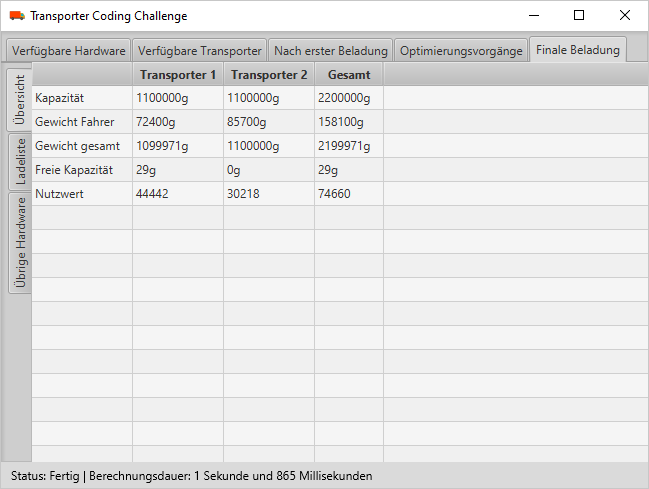 Transporter Coding Challenge
Verfügbare Hardware Verfügbare Transporter Nach erster Beladung Optimierungsvorgänge Finale Beladung
Übersicht
Ladeliste
Übrige Hardware
Transporter 1 Transporter 2 Gesamt
Kapazität 1100000g 1100000g 2200000g
Gewicht Fahrer 72400g 85700g 158100g
Gewicht gesamt 1099971g 1100000g 2199971g
Freie Kapazität 29g 0g 29g
Nutzwert 44442 30218 74660
Status: Fertig | Berechnungsdauer: 1 Sekunde und 865 Millisekunden